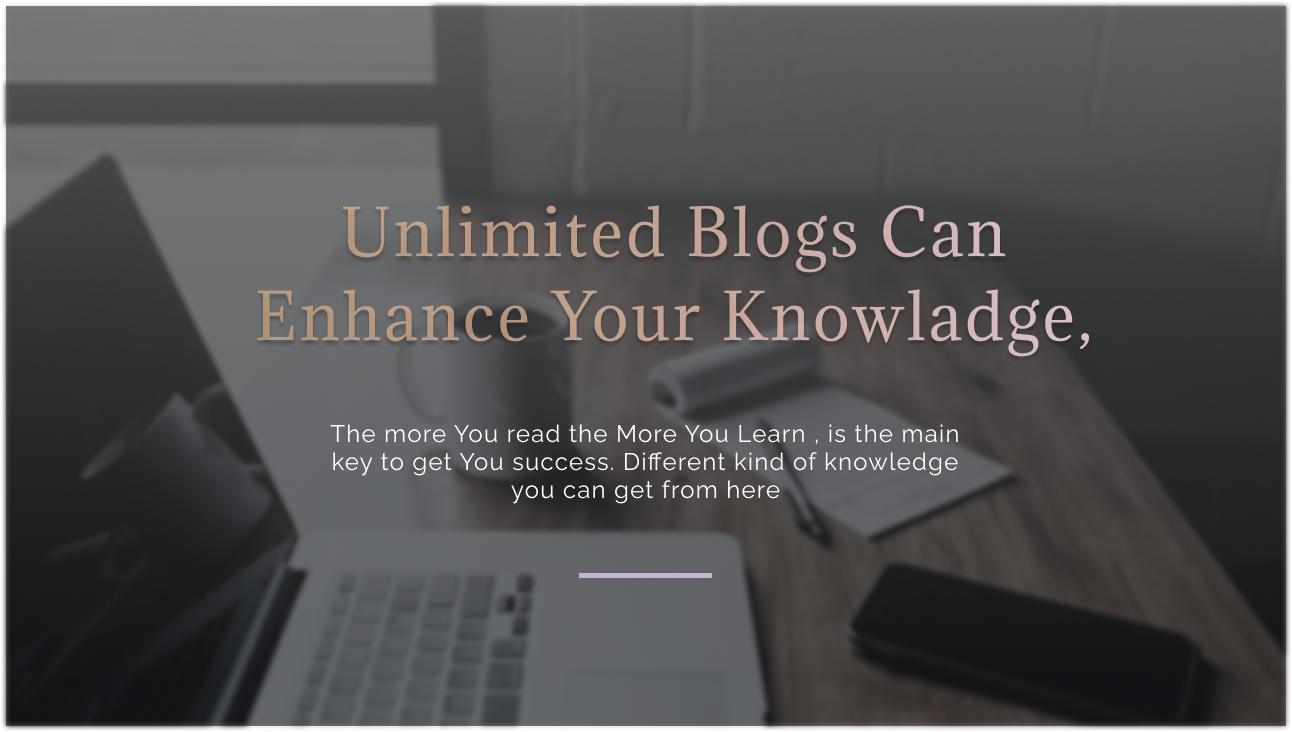 Unlimited Blogs Can
Enhance Your Knowladge,
The more You read the More You Learn , is the main
key to get You success. Different kind of knowledge
you can get from here